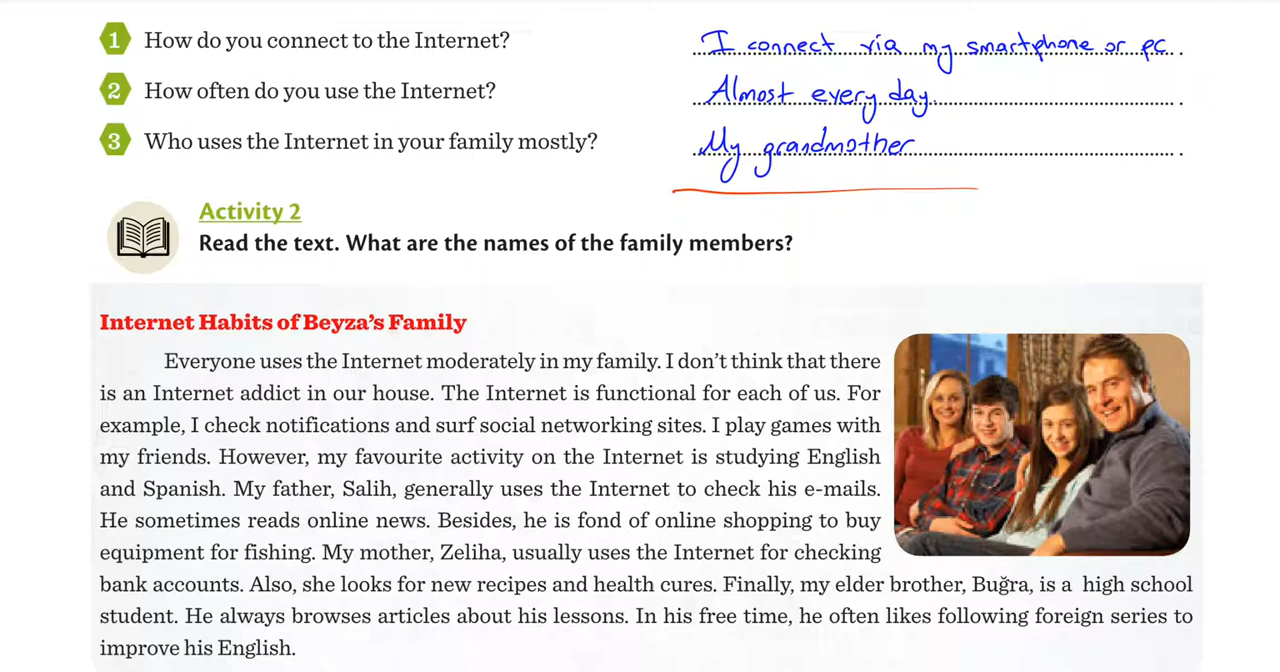 1 How do you connect to the Internet? I connect via my smartphone or pc.
2 How often do you use the Internet? Almost every day.
3 Who uses the Internet in your family mostly? My grandmother.
Activity 2
Read the text. What are the names of the family members?
Internet Habits of Beyza's Family
Everyone uses the Internet moderately in my family. I don't think that there
is an Internet addict in our house. The Internet is functional for each of us. For
example, I check notifications and surf social networking sites. I play games with
my friends. However, my favourite activity on the Internet is studying English
and Spanish. My father, Salih, generally uses the Internet to check his e-mails.
He sometimes reads online news. Besides, he is fond of online shopping to buy
equipment for fishing. My mother, Zeliha, usually uses the Internet for checking
bank accounts. Also, she looks for new recipes and health cures. Finally, my elder brother, Buğra, is a high school
student. He always browses articles about his lessons. In his free time, he often likes following foreign series to
improve his English.